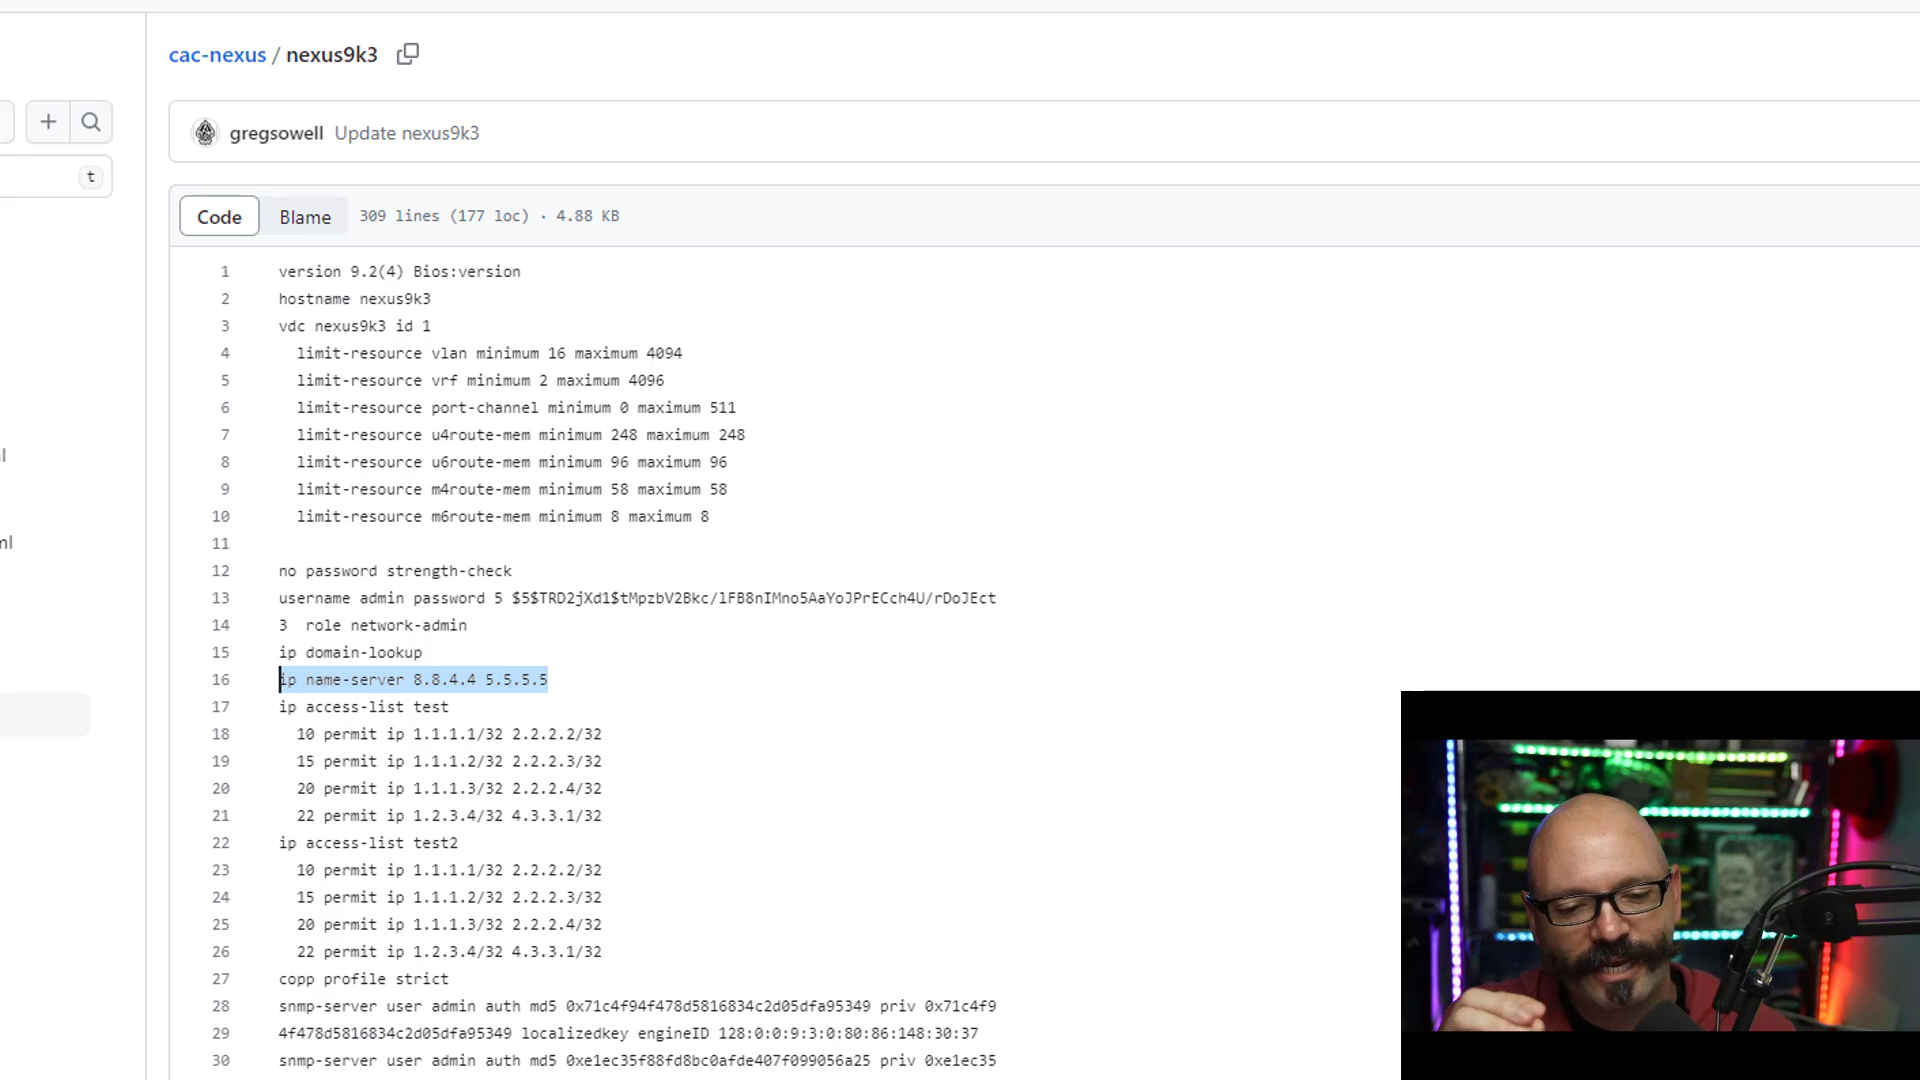 cac-nexus / nexus9k3
t
gregsowell Update nexus9k3
Code Blame 309 lines (177 loc) · 4.88 KB
1 version 9.2(4) Bios:version
2 hostname nexus9k3
3 vdc nexus9k3 id 1
4 limit-resource vlan minimum 16 maximum 4094
5 limit-resource vrf minimum 2 maximum 4096
6 limit-resource port-channel minimum 0 maximum 511
7 limit-resource u4route-mem minimum 248 maximum 248
8 limit-resource u6route-mem minimum 96 maximum 96
9 limit-resource m4route-mem minimum 58 maximum 58
10 limit-resource m6route-mem minimum 8 maximum 8
11
12 no password strength-check
13 username admin password 5 $5$TRD2jXd1$tMpzbV2Bkc/lFB8nIMno5AaYoJPrECch4U/rDoJEct
14 3 role network-admin
15 ip domain-lookup
16 ip name-server 8.8.4.4 5.5.5.5
17 ip access-list test
18 10 permit ip 1.1.1.1/32 2.2.2.2/32
19 15 permit ip 1.1.1.2/32 2.2.2.3/32
20 20 permit ip 1.1.1.3/32 2.2.2.4/32
21 22 permit ip 1.2.3.4/32 4.3.3.1/32
22 ip access-list test2
23 10 permit ip 1.1.1.1/32 2.2.2.2/32
24 15 permit ip 1.1.1.2/32 2.2.2.3/32
25 20 permit ip 1.1.1.3/32 2.2.2.4/32
26 22 permit ip 1.2.3.4/32 4.3.3.1/32
27 copp profile strict
28 snmp-server user admin auth md5 0x71c4f94f478d5816834c2d05dfa95349 priv 0x71c4f9
29 4f478d5816834c2d05dfa95349 localizedkey engineID 128:0:0:9:3:0:80:86:148:30:37
30 snmp-server user admin auth md5 0xe1ec35f88fd8bc0afde407f099056a25 priv 0xe1ec35